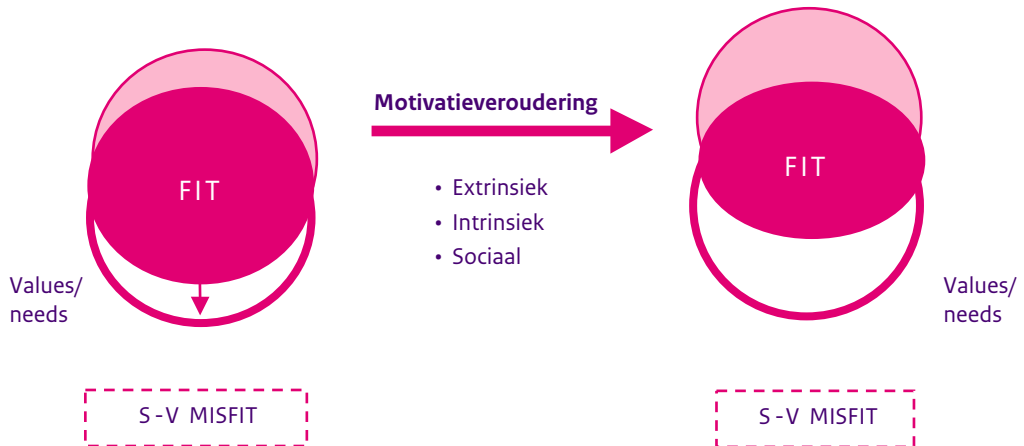 Motivatieveroudering
FIT
FIT
• Extrinsiek
• Intrinsiek
• Sociaal
Values/
needs
Values/
needs
S-V MISFIT
S-V MISFIT